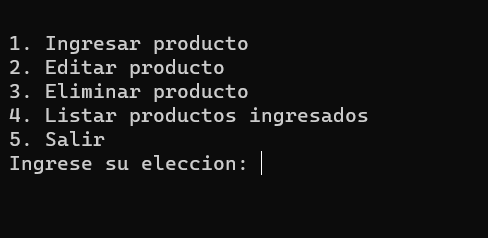 1. Ingresar producto
2. Editar producto
3. Eliminar producto
4. Listar productos ingresados
5. Salir
Ingrese su eleccion: